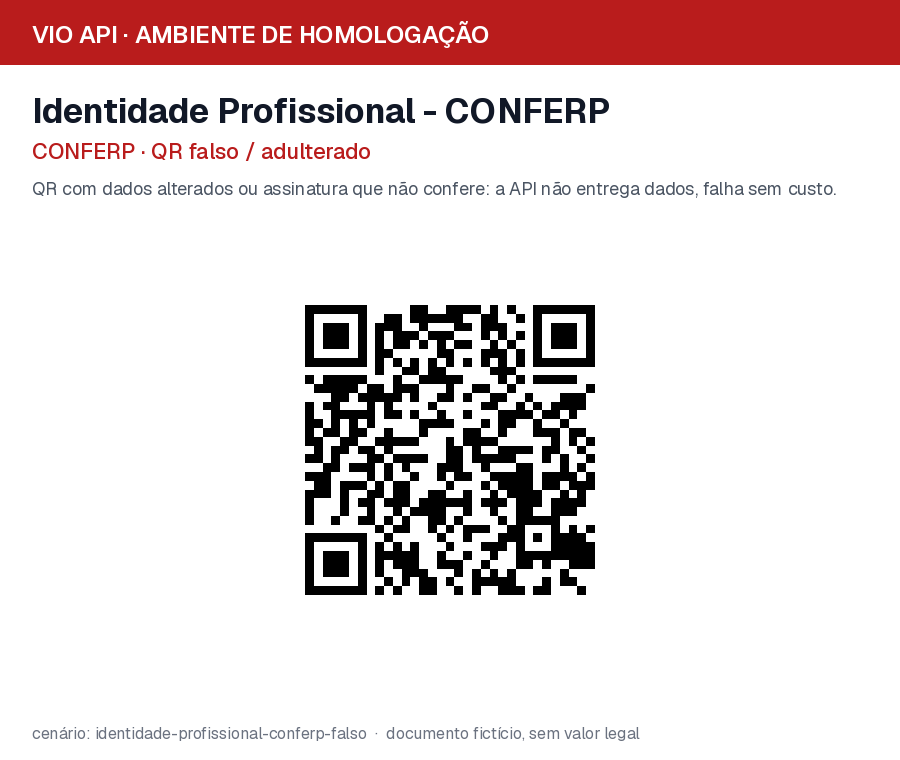 VIO API · AMBIENTE DE HOMOLOGAÇÃO
Identidade Profissional - CONFERP
CONFERP · QR falso / adulterado
QR com dados alterados ou assinatura que não confere: a API não entrega dados, falha sem custo.
cenário: identidade-profissional-conferp-falso · documento fictício, sem valor legal